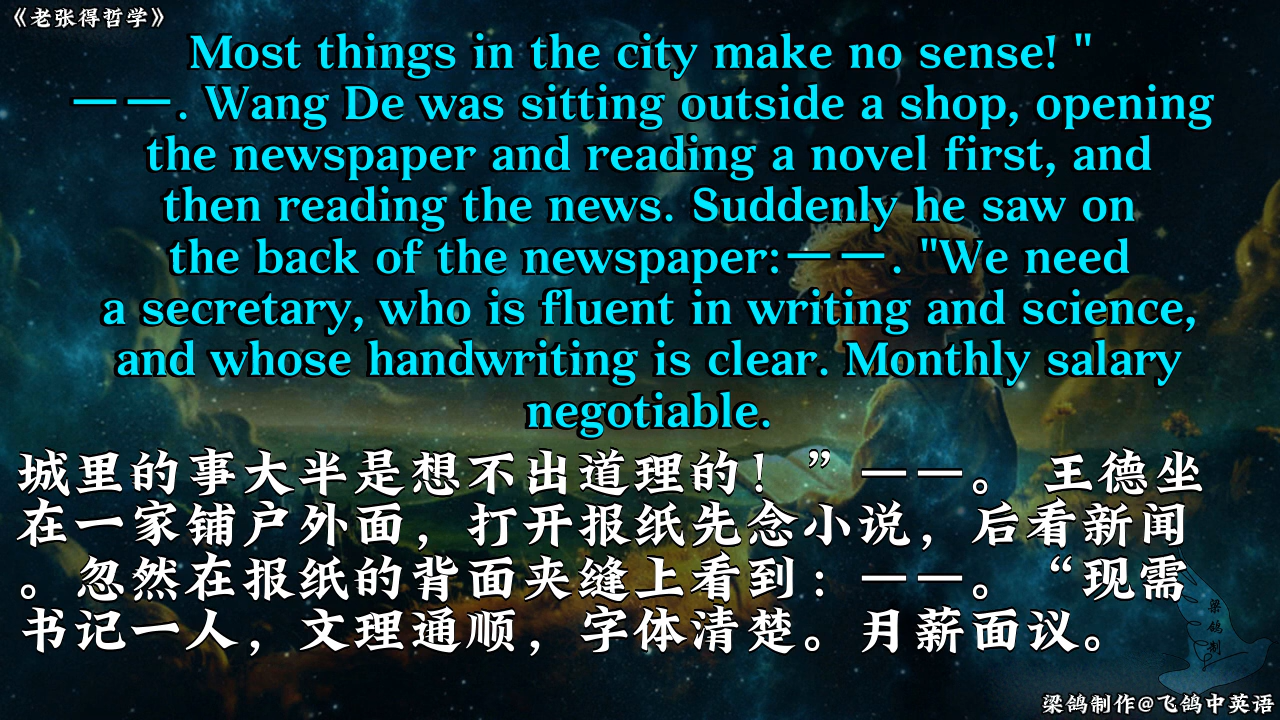 《老张得哲学》
Most things in the city make no sense! "
——. Wang De was sitting outside a shop, opening
the newspaper and reading a novel first, and
then reading the news. Suddenly he saw on
the back of the newspaper:——. "We need
a secretary, who is fluent in writing and science,
and whose handwriting is clear. Monthly salary
negotiable.
城里的事大半是想不出道理的！”——。 王德坐
在一家铺户外面，打开报纸先念小说，后看新闻
。忽然在报纸的背面夹缝上看到：——。“现需
书记一人，文理通顺，字体清楚。月薪面议。
梁鸽制
梁鸽制作@飞鸽中英语